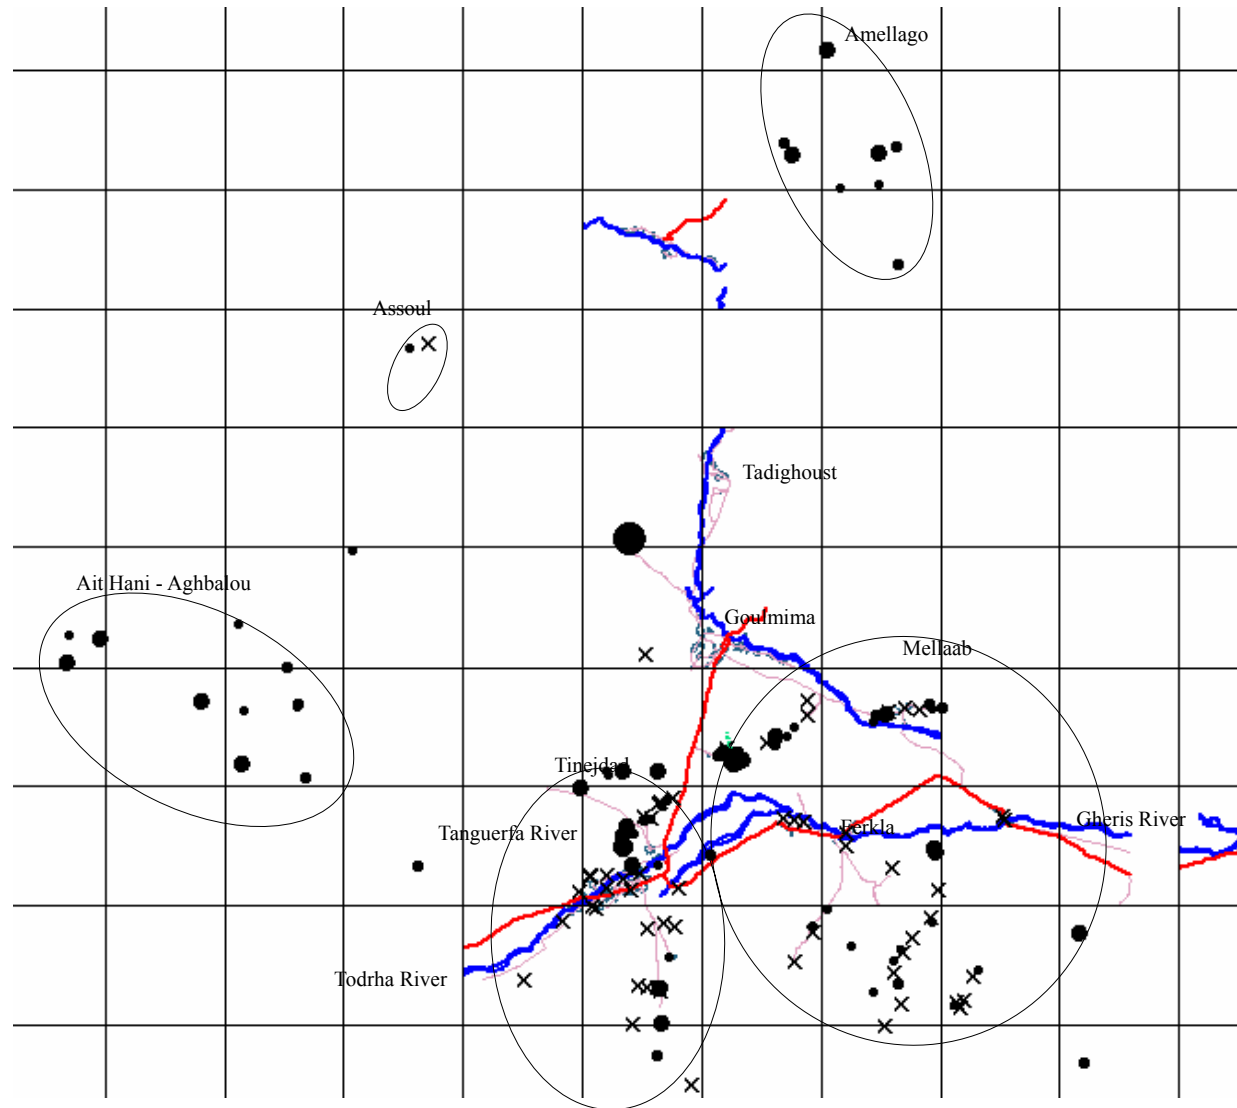 Amellago
Assoul
Tadighoust
Ait Hani - Aghbalou
Goulmima
Mellaab
Tinejdad
Tanguerfa River
Ferkla
Gheris River
Todrha River